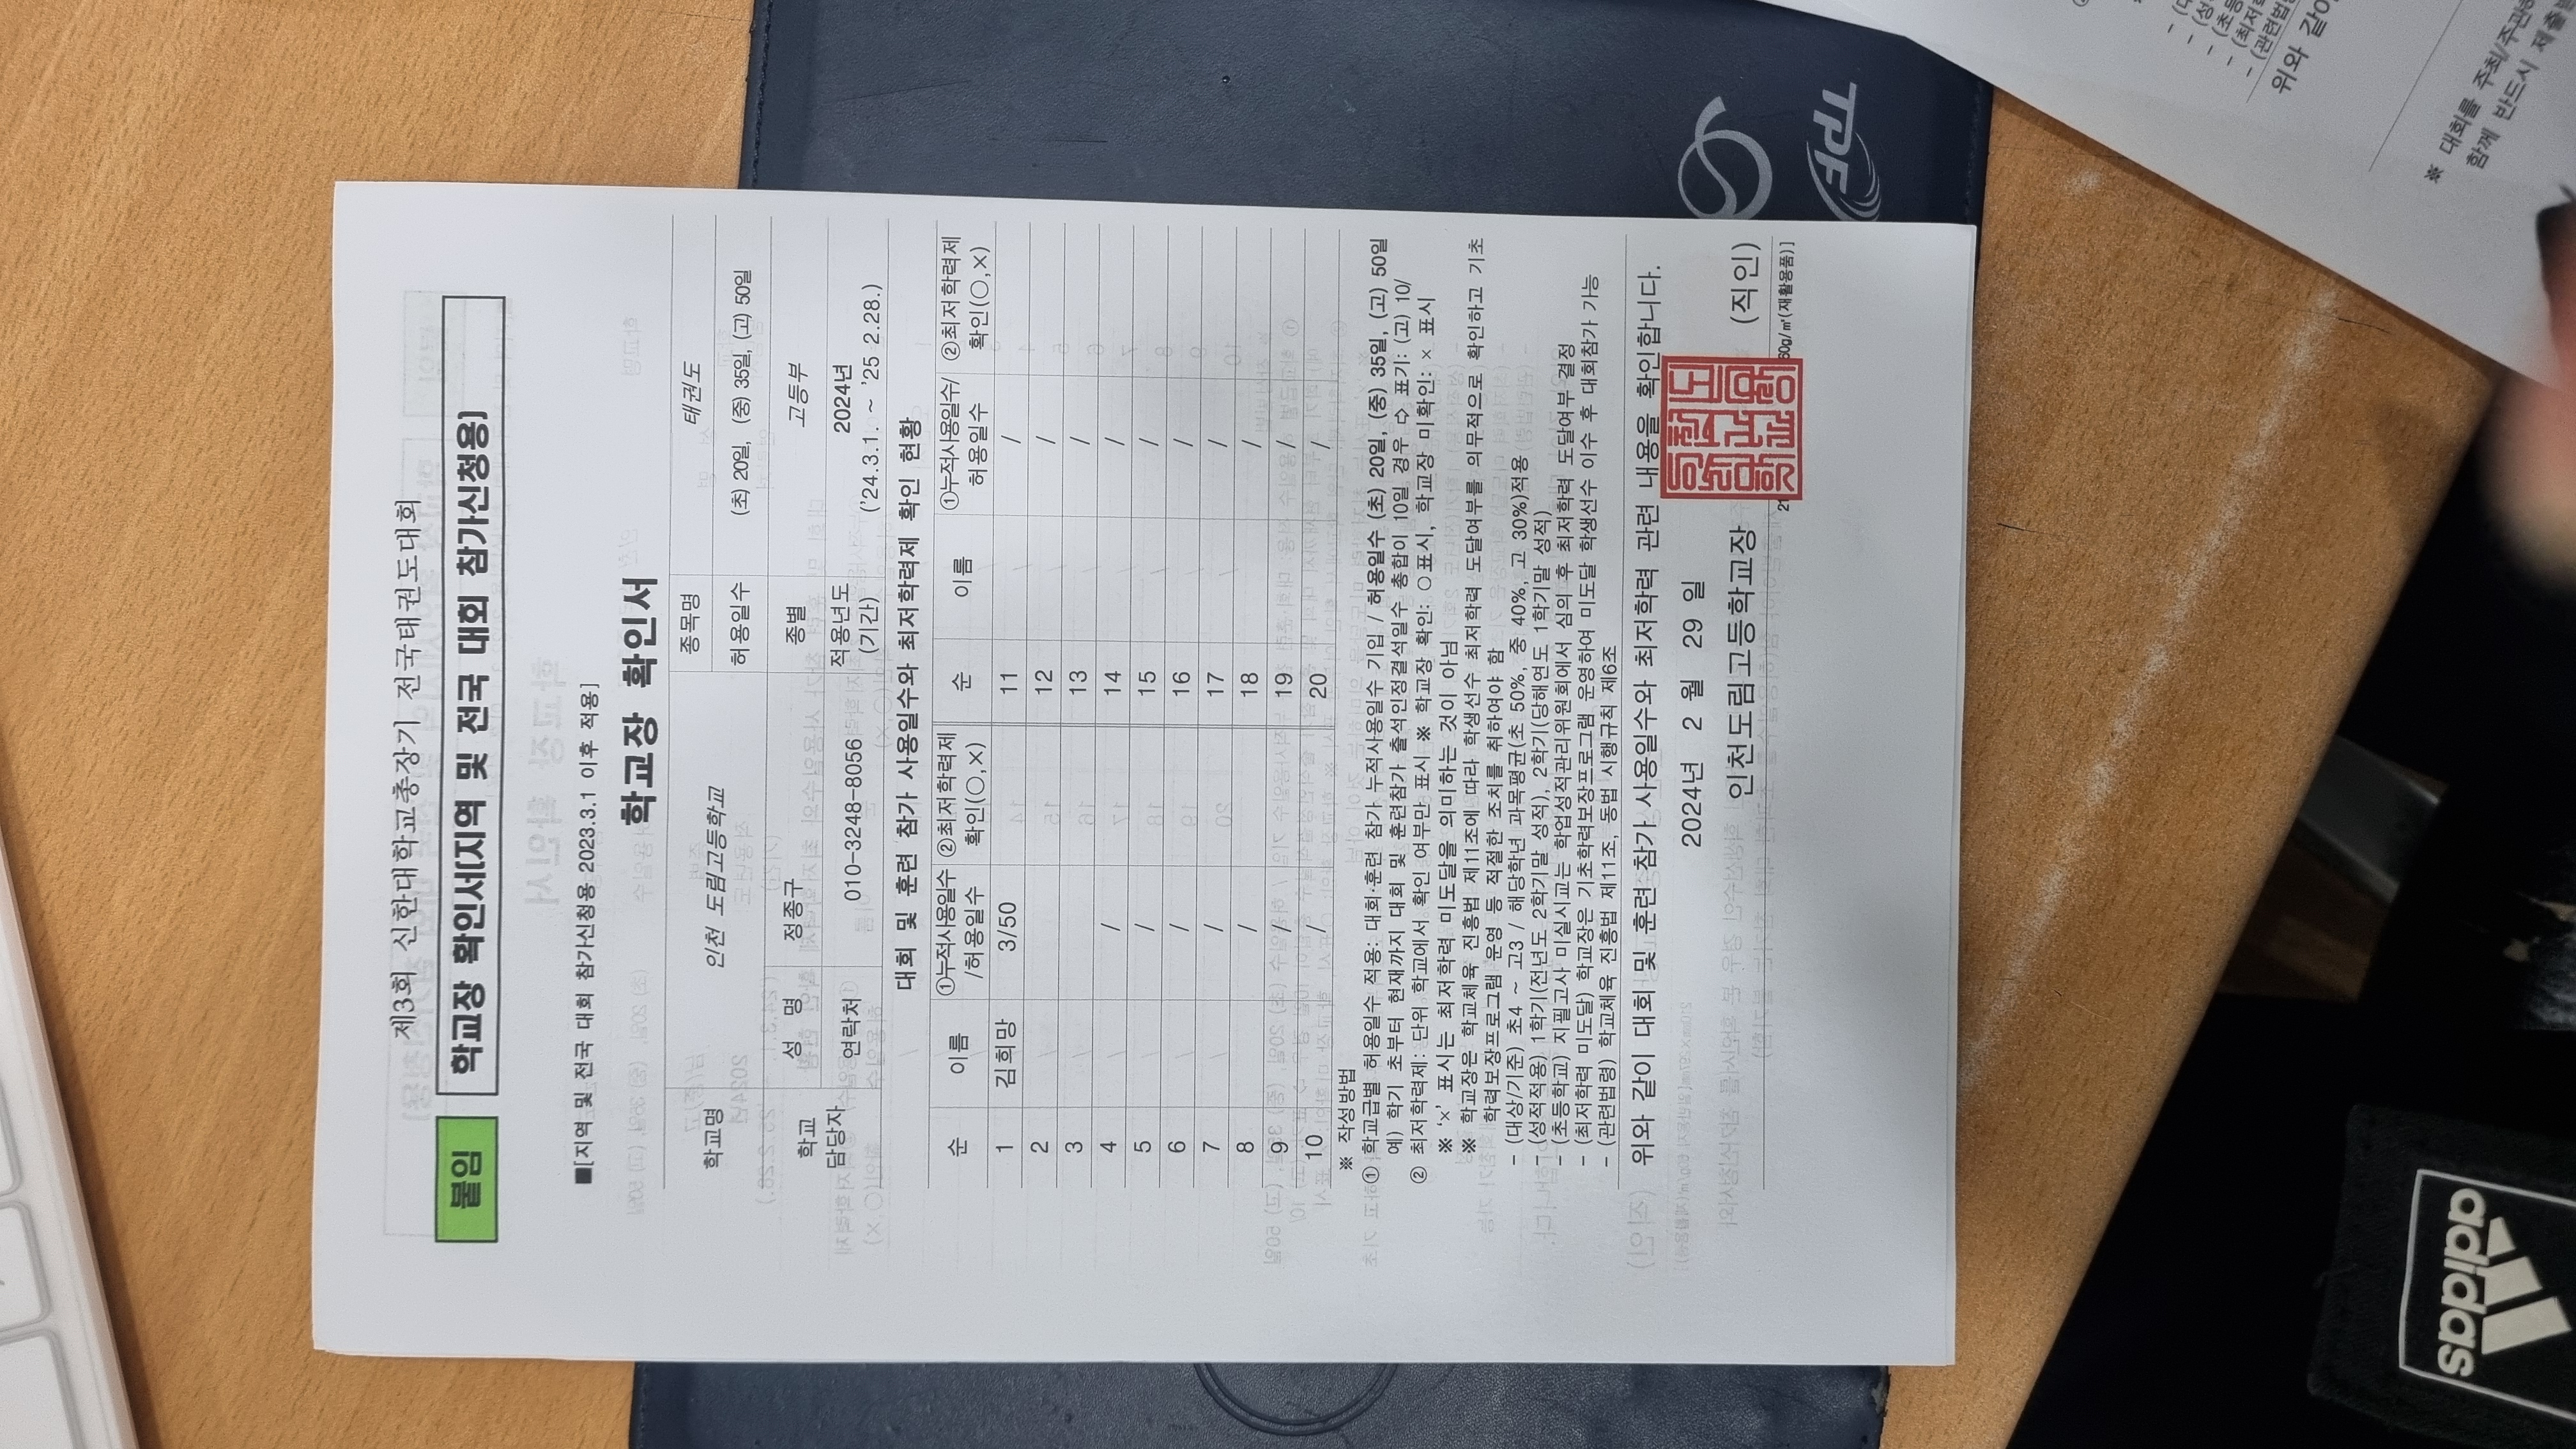 제3회 신한대학교총장기 전국태권도대회
붙임 학교장 확인서(지역 및 전국 대회 참가신청용)
■[지역 및 전국 대회 참가신청용 2023.3.1 이후 적용]
학교장 확인서
학교명 인천 도림고등학교 종목명 태권도
허용일수 (초) 20일, (중) 35일, (고) 50일
학교 담당자 성 명 정종구 종별 고등부
연락처 010-3248-8056 적용년도 (기간) 2024년 ('24.3.1. ~ '25 2.28.)
대회 및 훈련 참가 사용일수와 최저학력제 확인 현황
순 이름 ①누적사용일수 /허용일수 ②최저학력제 확인(○,×) 순 이름 ①누적사용일수/ 허용일수 ②최저학력제 확인(○,×)
1 김희망 3/50 11 /
2 12 /
3 13 /
4 / 14 /
5 / 15 /
6 / 16 /
7 / 17 /
8 / 18 /
9 / 19 /
10 / 20 /
※ 작성방법
① 학교급별 허용일수 적용: 대회·훈련 참가 누적사용일수 기입 / 허용일수 (초) 20일, (중) 35일, (고) 50일
예) 학기 초부터 현재까지 대회 및 훈련참가 출석인정결석일수 총합이 10일 경우 ⇨ 표기: (고) 10/
② 최저학력제: 단위 학교에서 확인 여부만 표시 ※ 학교장 확인: ○표시, 학교장 미확인: × 표시
※ '×' 표시는 최저학력 미도달을 의미하는 것이 아님
※ 학교장은 학교체육 진흥법 제11조에 따라 학생선수 최저학력 도달여부를 의무적으로 확인하고 기초
학력보장프로그램 운영 등 적절한 조치를 취하여야 함
- (대상/기준) 초4 ~ 고3 / 해당학년 과목평균(초 50%, 중 40%, 고 30%)적용
- (성적적용) 1학기(전년도 2학기말 성적), 2학기(당해연도 1학기말 성적)
- (초등학교) 지필고사 미실시교는 학업성적관리위원회에서 심의 후 최저학력 도달여부 결정
- (최저학력 미도달) 학교장은 기초학력보장프로그램 운영하여 미도달 학생선수 이수 후 대회참가 가능
- (관련법령) 학교체육 진흥법 제11조, 동법 시행규칙 제6조
위와 같이 대회 및 훈련 참가 사용일수와 최저학력 관련 내용을 확인합니다.
2024년 2 월 29 일
인천도림고등학교장 (직인)
60g/㎡(재활용품)]
TPF
위와 같이
※ 대회를 주최/주관하
함께 반드시 제출
adidas